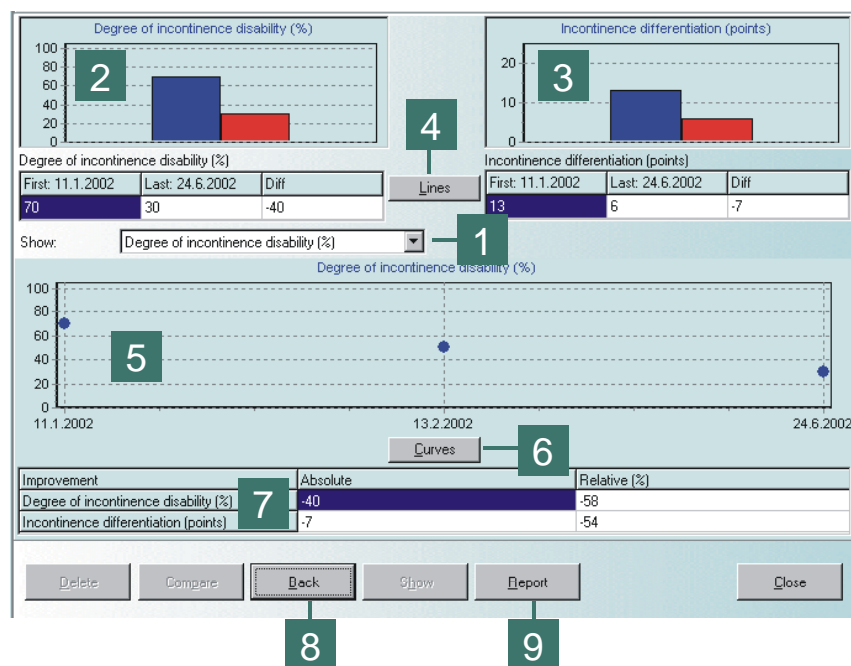 Degree of incontinence disability (%)
100
80
60
40
20
0
2
Incontinence differentiation (points)
20
10
0
3
4
Degree of incontinence disability (%)
First: 11.1.2002 Last: 24.6.2002 Diff
70 30 -40
Lines
Incontinence differentiation (points)
First: 11.1.2002 Last: 24.6.2002 Diff
13 6 -7
Show: Degree of incontinence disability (%)
1
Degree of incontinence disability (%)
100
80
60
40
20
0
5
11.1.2002 13.2.2002 24.6.2002
Curves
6
Improvement Absolute Relative (%)
Degree of incontinence disability (%) -40 -58
Incontinence differentiation (points) -7 -54
7
Delete Compare Back Show Report Close
8 9